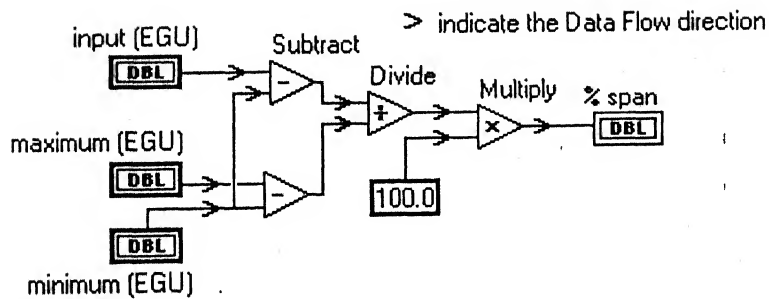 > indicate the Data Flow direction
input (EGU)
Subtract
DBL
-
Divide
÷
Multiply
×
% span
DBL
maximum (EGU)
DBL
-
100.0
DBL
minimum (EGU)